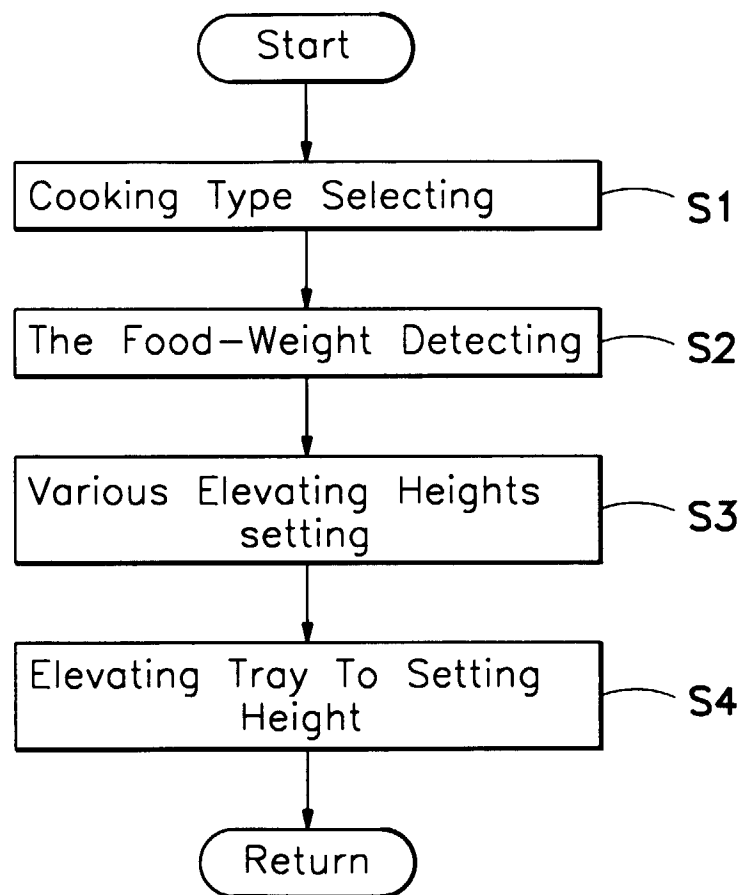 Start
Cooking Type Selecting
S1
The Food-Weight Detecting
S2
Various Elevating Heights
setting
S3
Elevating Tray To Setting
Height
S4
Return